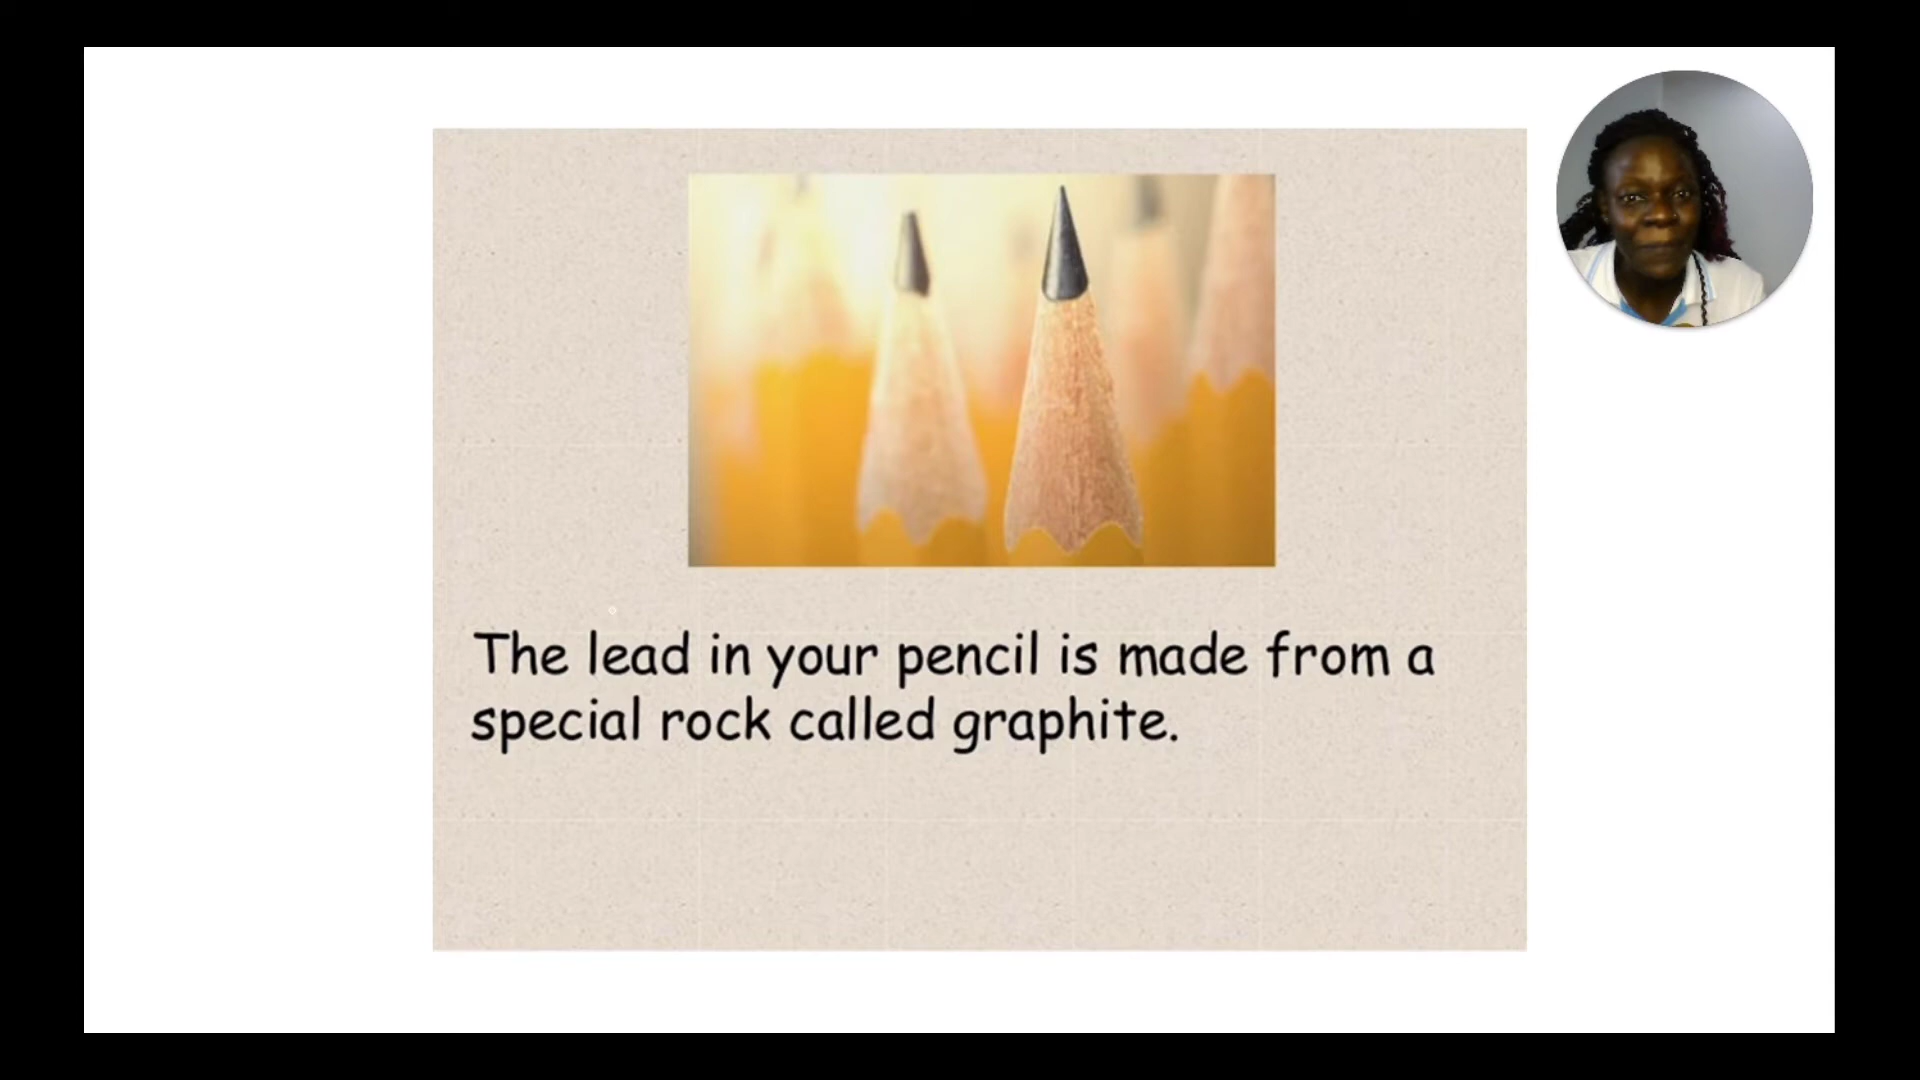 The lead in your pencil is made from a
special rock called graphite.